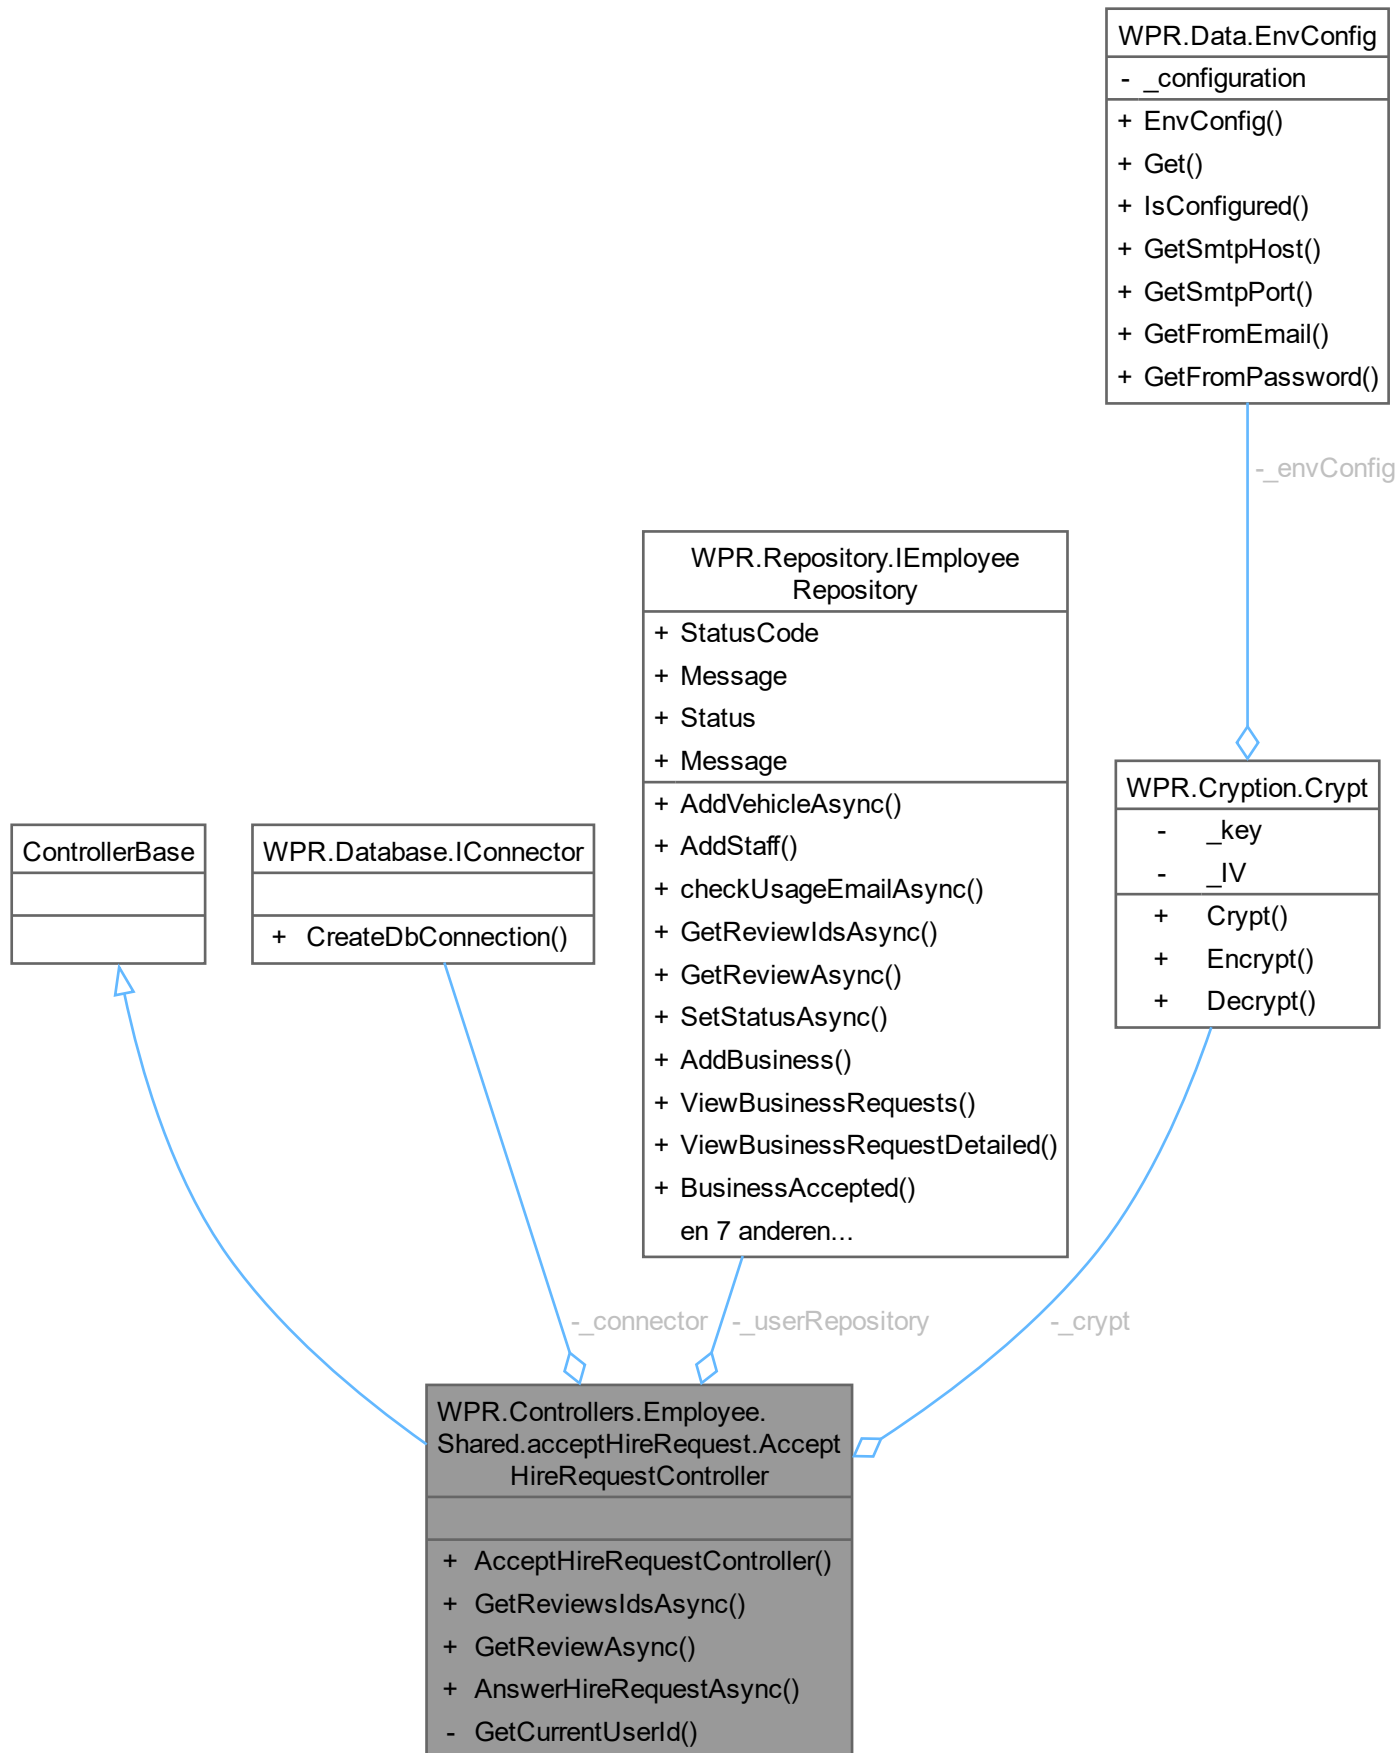 WPR.Data.EnvConfig
- _configuration
+ EnvConfig()
+ Get()
+ IsConfigured()
+ GetSmtpHost()
+ GetSmtpPort()
+ GetFromEmail()
+ GetFromPassword()
-_envConfig
WPR.Repository.IEmployee
Repository
+ StatusCode
+ Message
+ Status
+ Message
+ AddVehicleAsync()
+ AddStaff()
+ checkUsageEmailAsync()
+ GetReviewIdsAsync()
+ GetReviewAsync()
+ SetStatusAsync()
+ AddBusiness()
+ ViewBusinessRequests()
+ ViewBusinessRequestDetailed()
+ BusinessAccepted()
en 7 anderen...
WPR.Cryption.Crypt
- _key
- _IV
+ Crypt()
+ Encrypt()
+ Decrypt()
ControllerBase
WPR.Database.IConnector
+ CreateDbConnection()
-_connector
-_userRepository
-_crypt
WPR.Controllers.Employee.
Shared.acceptHireRequest.Accept
HireRequestController
+ AcceptHireRequestController()
+ GetReviewsIdsAsync()
+ GetReviewAsync()
+ AnswerHireRequestAsync()
- GetCurrentUserId()